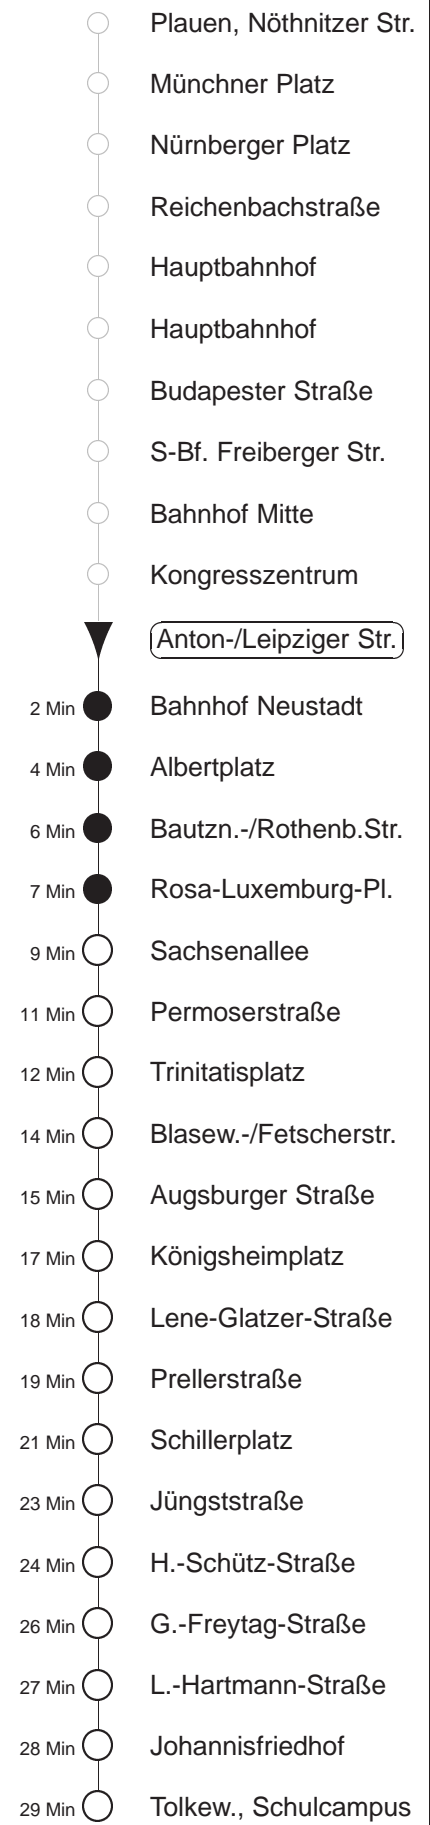 Plauen, Nöthnitzer Str.
Münchner Platz
Nürnberger Platz
Reichenbachstraße
Hauptbahnhof
Hauptbahnhof
Budapester Straße
S-Bf. Freiberger Str.
Bahnhof Mitte
Kongresszentrum
Anton-/Leipziger Str.
2 Min Bahnhof Neustadt
4 Min Albertplatz
6 Min Bautzn.-/Rothenb.Str.
7 Min Rosa-Luxemburg-Pl.
9 Min Sachsenallee
11 Min Permoserstraße
12 Min Trinitatisplatz
14 Min Blasew.-/Fetscherstr.
15 Min Augsburger Straße
17 Min Königsheimplatz
18 Min Lene-Glatzer-Straße
19 Min Prellerstraße
21 Min Schillerplatz
23 Min Jüngststraße
24 Min H.-Schütz-Straße
26 Min G.-Freytag-Straße
27 Min L.-Hartmann-Straße
28 Min Johannisfriedhof
29 Min Tolkew., Schulcampus